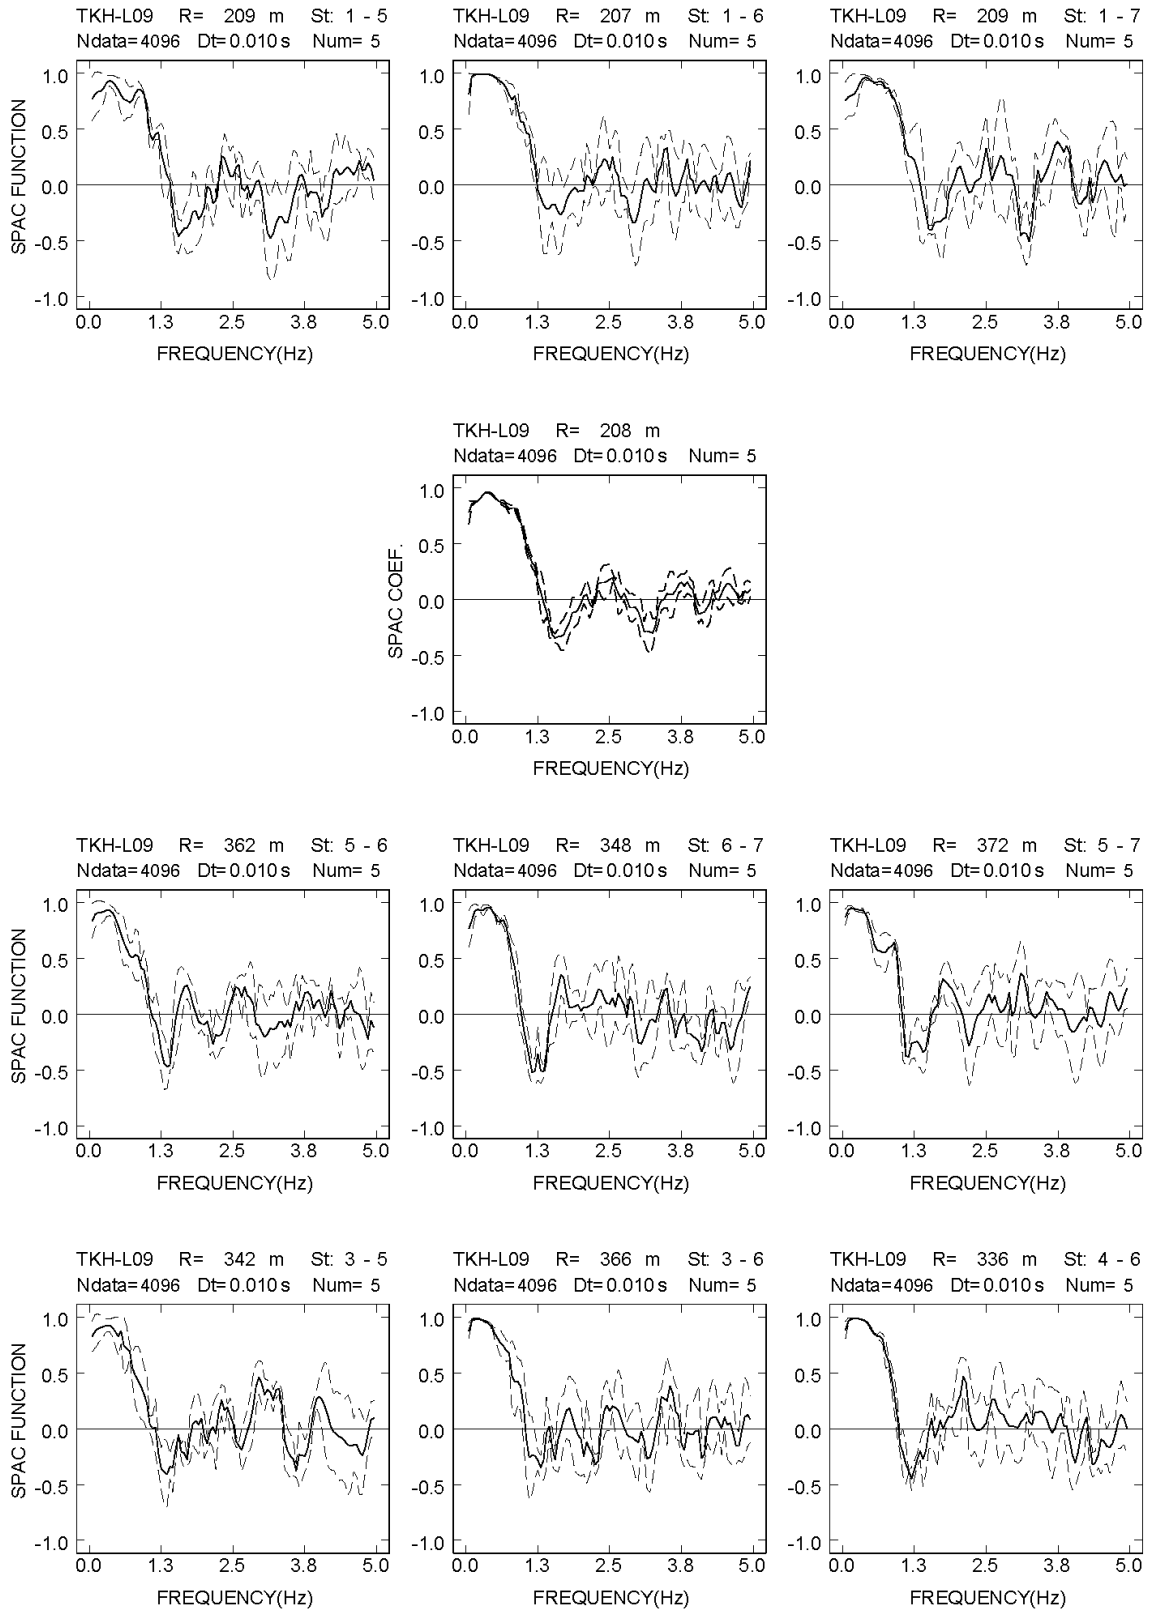 TKH-L09 R= 209 m St: 1 - 5
Ndata=4096 Dt=0.010 s Num= 5
SPAC FUNCTION
1.0
0.5
0.0
-0.5
-1.0
0.0 1.3 2.5 3.8 5.0
FREQUENCY(Hz)
TKH-L09 R= 207 m St: 1 - 6
Ndata=4096 Dt=0.010 s Num= 5
1.0
0.5
0.0
-0.5
-1.0
0.0 1.3 2.5 3.8 5.0
FREQUENCY(Hz)
TKH-L09 R= 209 m St: 1 - 7
Ndata=4096 Dt=0.010 s Num= 5
1.0
0.5
0.0
-0.5
-1.0
0.0 1.3 2.5 3.8 5.0
FREQUENCY(Hz)
TKH-L09 R= 208 m
Ndata=4096 Dt=0.010 s Num= 5
SPAC COEF.
1.0
0.5
0.0
-0.5
-1.0
0.0 1.3 2.5 3.8 5.0
FREQUENCY(Hz)
TKH-L09 R= 362 m St: 5 - 6
Ndata=4096 Dt=0.010 s Num= 5
SPAC FUNCTION
1.0
0.5
0.0
-0.5
-1.0
0.0 1.3 2.5 3.8 5.0
FREQUENCY(Hz)
TKH-L09 R= 348 m St: 6 - 7
Ndata=4096 Dt=0.010 s Num= 5
1.0
0.5
0.0
-0.5
-1.0
0.0 1.3 2.5 3.8 5.0
FREQUENCY(Hz)
TKH-L09 R= 372 m St: 5 - 7
Ndata=4096 Dt=0.010 s Num= 5
1.0
0.5
0.0
-0.5
-1.0
0.0 1.3 2.5 3.8 5.0
FREQUENCY(Hz)
TKH-L09 R= 342 m St: 3 - 5
Ndata=4096 Dt=0.010 s Num= 5
SPAC FUNCTION
1.0
0.5
0.0
-0.5
-1.0
0.0 1.3 2.5 3.8 5.0
FREQUENCY(Hz)
TKH-L09 R= 366 m St: 3 - 6
Ndata=4096 Dt=0.010 s Num= 5
1.0
0.5
0.0
-0.5
-1.0
0.0 1.3 2.5 3.8 5.0
FREQUENCY(Hz)
TKH-L09 R= 336 m St: 4 - 6
Ndata=4096 Dt=0.010 s Num= 5
1.0
0.5
0.0
-0.5
-1.0
0.0 1.3 2.5 3.8 5.0
FREQUENCY(Hz)